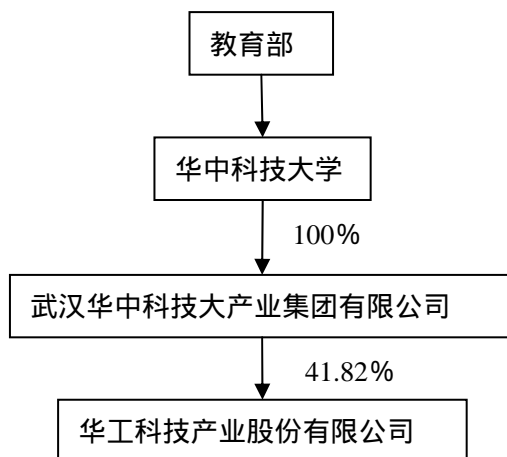 教育部
华中科技大学
100%
武汉华中科技大产业集团有限公司
41.82%
华工科技产业股份有限公司